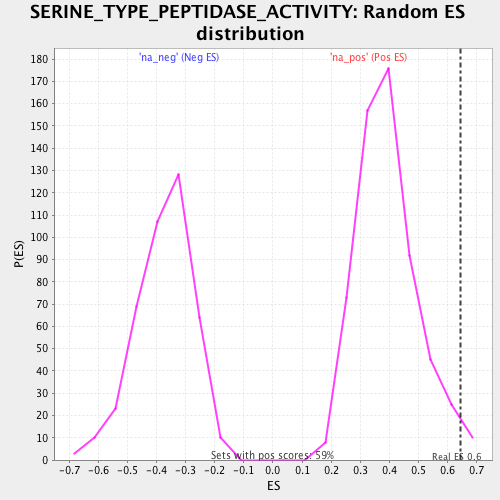 SERINE_TYPE_PEPTIDASE_ACTIVITY: Random ES
distribution
'na_neg' (Neg ES) 'na_pos' (Pos ES)
180
170
160
150
140
130
120
110
100
90
80
70
60
50
40
30
20
10
0
P(ES)
Sets with pos scores: 59%
Real ES 0.6
-0.7 -0.6 -0.5 -0.4 -0.3 -0.2 -0.1 0.0 0.1 0.2 0.3 0.4 0.5 0.6 0.7
ES